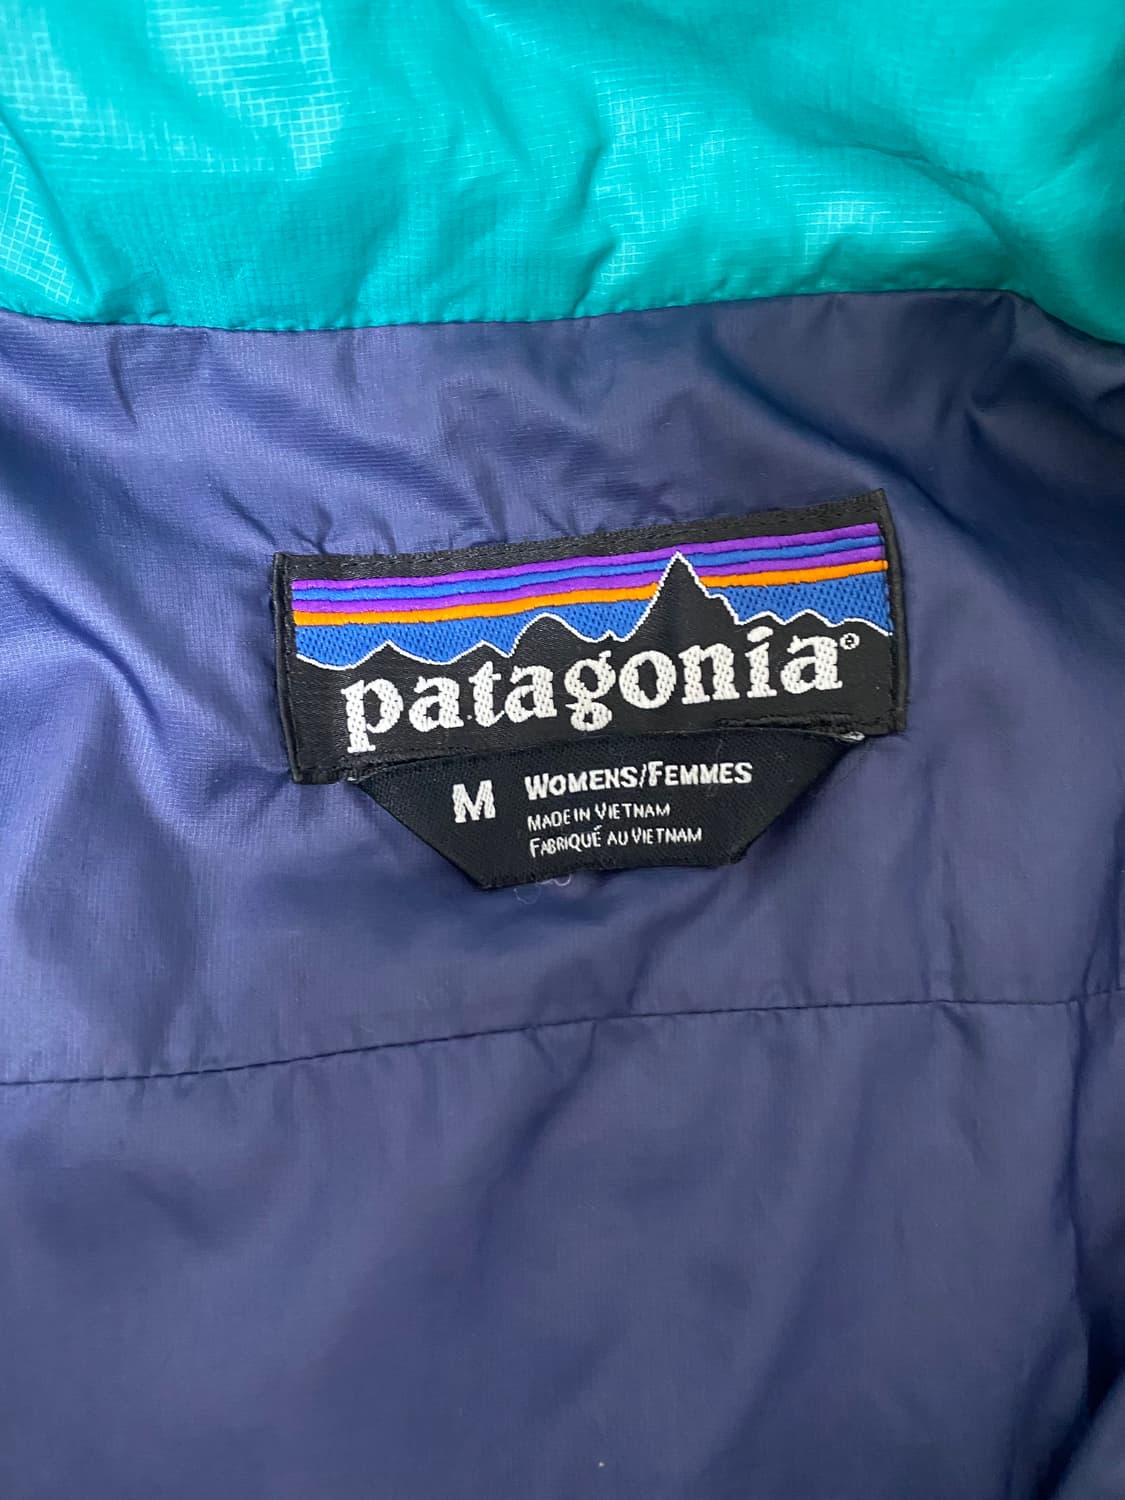 patagonia®
M WOMENS/FEMMES
MADE IN VIETNAM
FABRIQUÉ AU VIETNAM